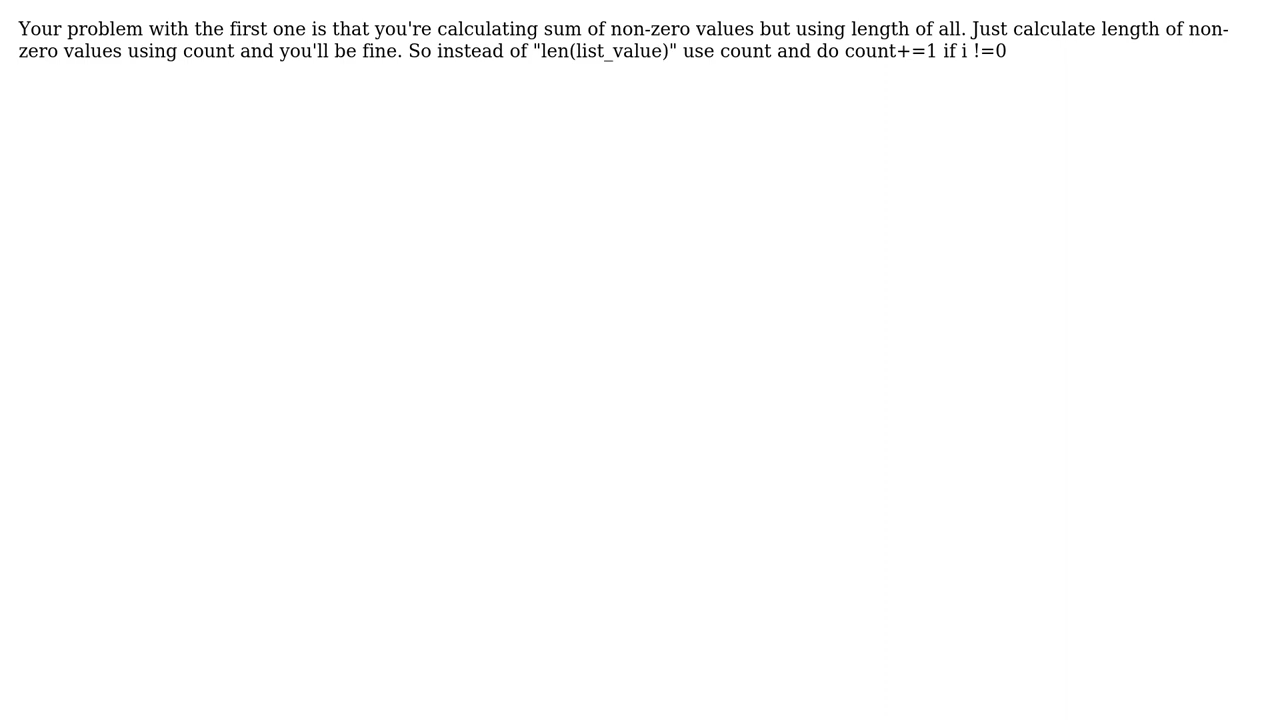 Your problem with the first one is that you're calculating sum of non-zero values but using length of all. Just calculate length of non-
zero values using count and you'll be fine. So instead of "len(list_value)" use count and do count+=1 if i !=0